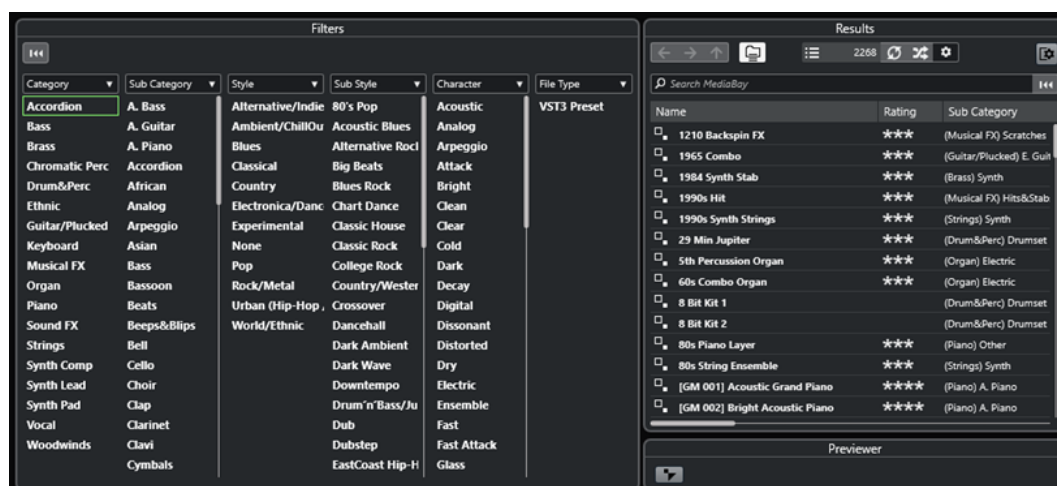 Filters
Category Sub Category Style Sub Style Character File Type
Accordion A. Bass Alternative/Indie 80's Pop Acoustic VST3 Preset
Bass A. Guitar Ambient/ChillOu Acoustic Blues Analog
Brass A. Piano Blues Alternative Rocl Arpeggio
Chromatic Perc Accordion Classical Big Beats Attack
Drum&Perc African Country Blues Rock Bright
Ethnic Analog Electronica/Danc Chart Dance Clean
Guitar/Plucked Arpeggio Experimental Classic House Clear
Keyboard Asian None Classic Rock Cold
Musical FX Bass Pop College Rock Dark
Organ Bassoon Rock/Metal Country/Wester Decay
Piano Beats Urban (Hip-Hop / Crossover Digital
Sound FX Beeps&Blips World/Ethnic Dancehall Dissonant
Strings Bell Dark Ambient Distorted
Synth Comp Cello Dark Wave Dry
Synth Lead Choir Downtempo Electric
Synth Pad Clap Drum´n´Bass/Ju Ensemble
Vocal Clarinet Dub Fast
Woodwinds Clavi Dubstep Fast Attack
Cymbals EastCoast Hip-H Glass
Results
2268
Search MediaBay
Name Rating Sub Category
1210 Backspin FX *** (Musical FX) Scratches
1965 Combo *** (Guitar/Plucked) E. Guit
1984 Synth Stab *** (Brass) Synth
1990s Hit *** (Musical FX) Hits&Stab
1990s Synth Strings *** (Strings) Synth
29 Min Jupiter *** (Drum&Perc) Drumset
5th Percussion Organ *** (Organ) Electric
60s Combo Organ *** (Organ) Electric
8 Bit Kit 1 (Drum&Perc) Drumset
8 Bit Kit 2 (Drum&Perc) Drumset
80s Piano Layer *** (Piano) Other
80s String Ensemble *** (Strings) Synth
[GM 001] Acoustic Grand Piano **** (Piano) A. Piano
[GM 002] Bright Acoustic Piano **** (Piano) A. Piano
Previewer